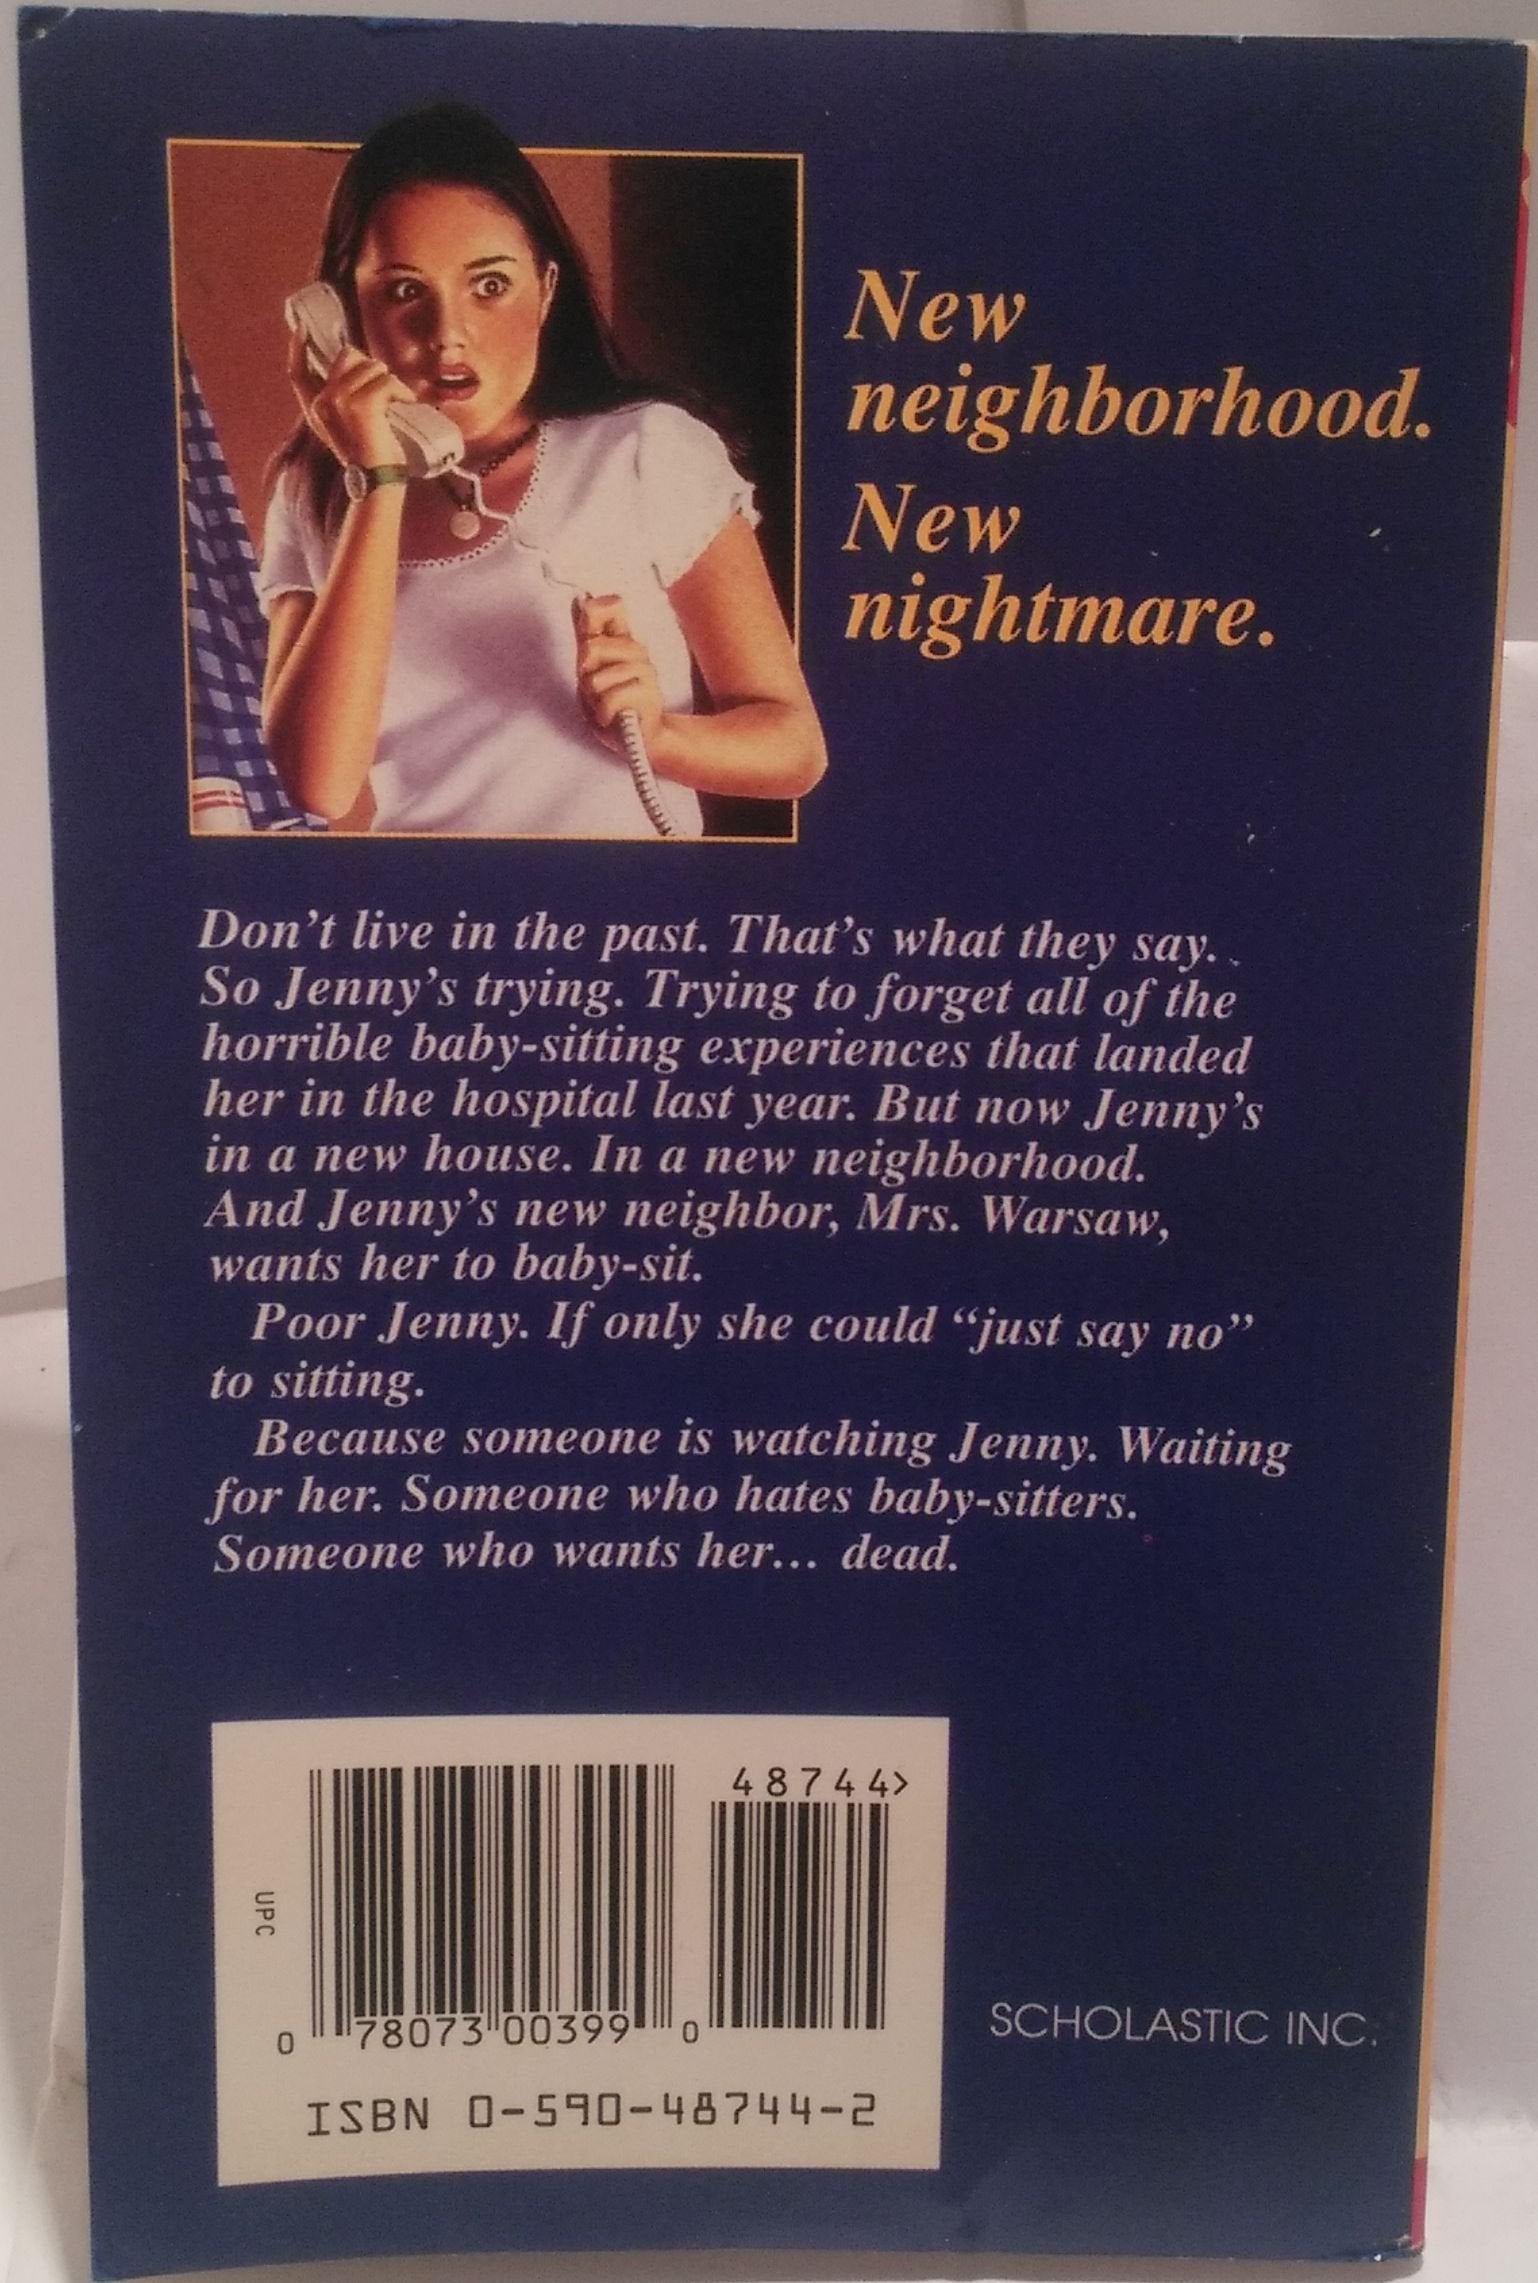 New
neighborhood.
New
nightmare.
Don't live in the past. That's what they say.
So Jenny's trying. Trying to forget all of the
horrible baby-sitting experiences that landed
her in the hospital last year. But now Jenny's
in a new house. In a new neighborhood.
And Jenny's new neighbor, Mrs. Warsaw,
wants her to baby-sit.
Poor Jenny. If only she could “just say no”
to sitting.
Because someone is watching Jenny. Waiting
for her. Someone who hates baby-sitters.
Someone who wants her... dead.
48744>
UPC
0 78073 00399 0
ISBN 0-590-48744-2
SCHOLASTIC INC.